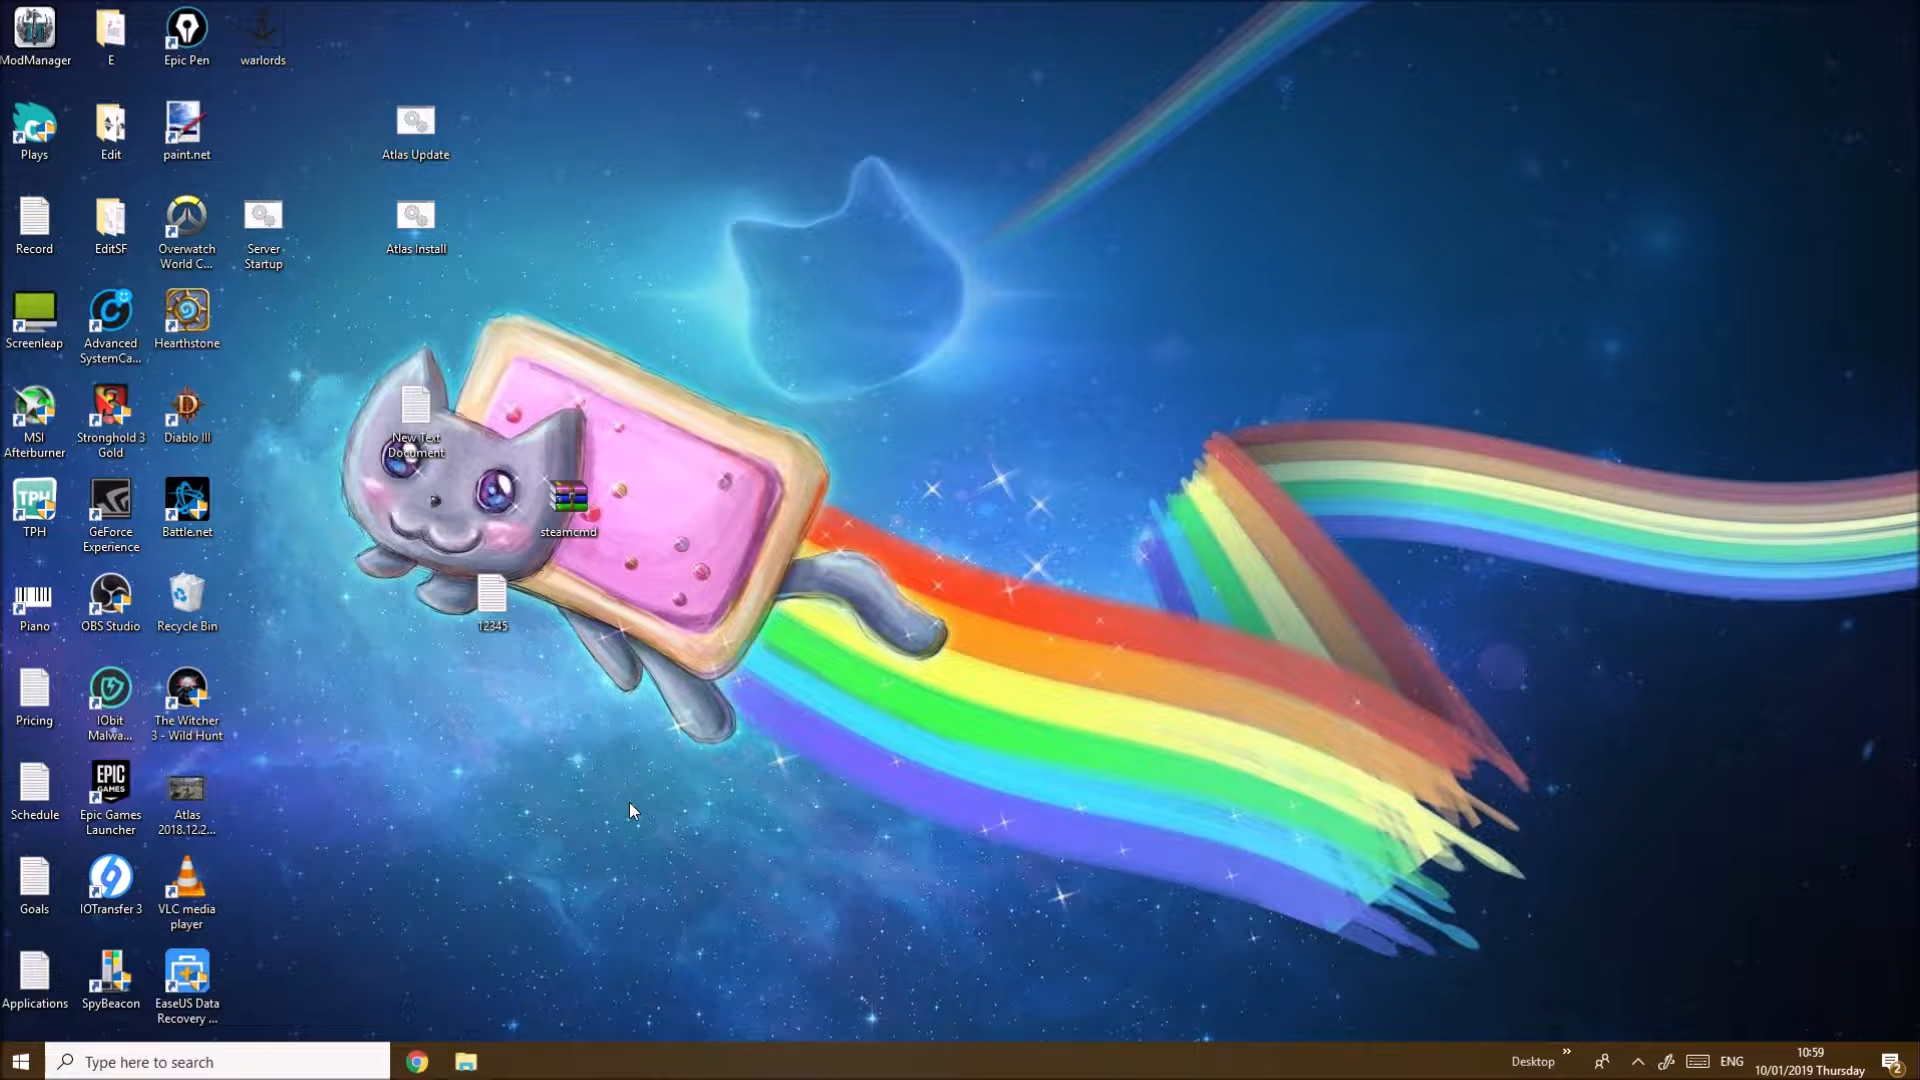 ModManager
E
Epic Pen
warlords
Plays
Edit
paint.net
Atlas Update
Record
EditSF
Overwatch
World C...
Server
Startup
Atlas Install
Screenleap
Advanced
SystemCa...
Hearthstone
MSI
Afterburner
Stronghold 3
Gold
Diablo III
New Text
Document
TPH
TPH
GeForce
Experience
Battle.net
steamcmd
Piano
OBS Studio
Recycle Bin
12345
Pricing
IObit
Malwa...
The Witcher
3 - Wild Hunt
Schedule
EPIC
GAMES
Epic Games
Launcher
Atlas
2018.12.2...
Goals
IOTransfer 3
VLC media
player
Applications
SpyBeacon
EaseUS Data
Recovery ...
Type here to search
Desktop
»
ENG
10:59
10/01/2019 Thursday
2